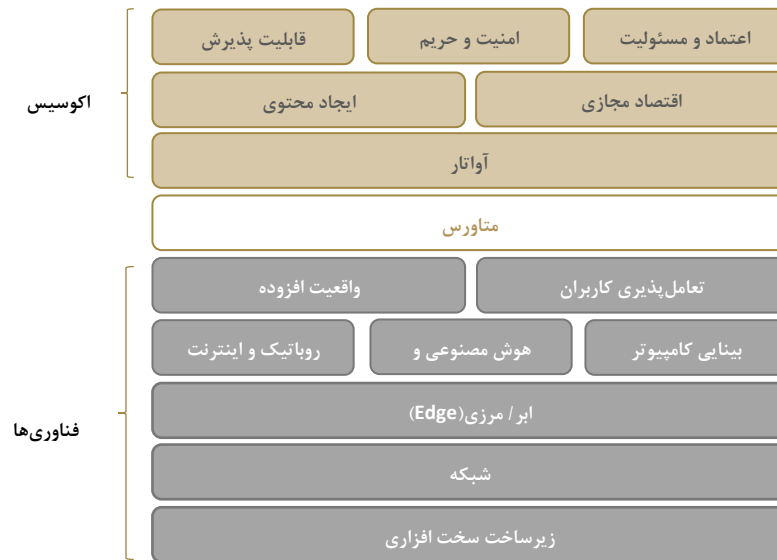 اعتماد و مسئولیت
امنیت و حریم
قابلیت پذیرش
اکوسیس
اقتصاد مجازی
ایجاد محتوی
آواتار
متاورس
تعامل‌پذیری کاربران
واقعیت افزوده
بینایی کامپیوتر
هوش مصنوعی و
روباتیک و اینترنت
ابر/ مرزی(Edge)
فناوری‌ها
شبکه
زیرساخت سخت افزاری